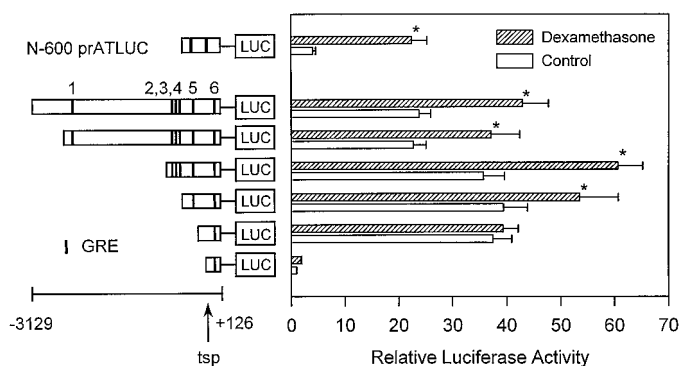 N-600 prATLUC
LUC
*
Dexamethasone
Control
1 2,3,4 5 6
LUC
*
LUC
*
LUC
*
LUC
*
LUC
GRE
LUC
-3129 +126
tsp
0 10 20 30 40 50 60 70
Relative Luciferase Activity